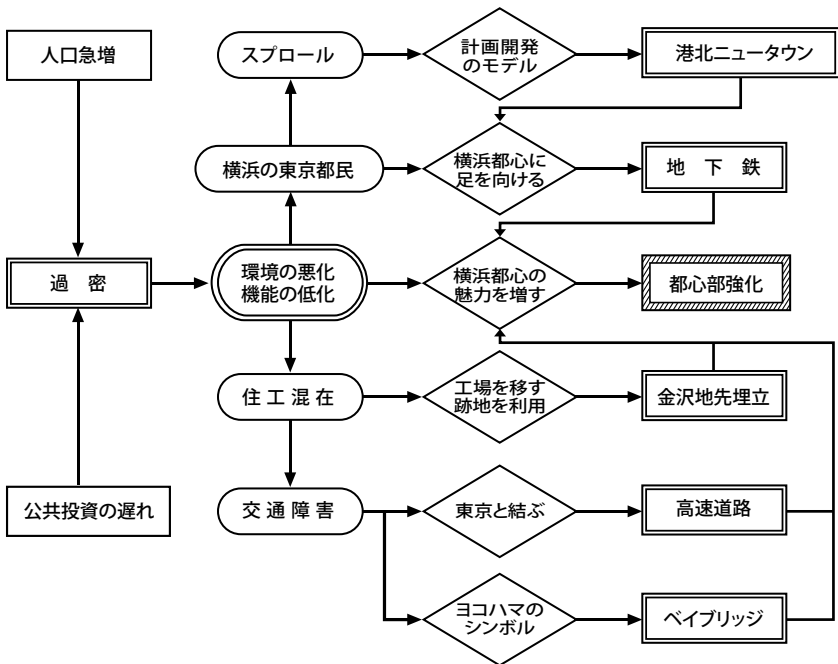 人口急増
スプロール
計画開発
のモデル
港北ニュータウン
横浜の東京都民
横浜都心に
足を向ける
地下鉄
過密
環境の悪化
機能の低化
横浜都心の
魅力を増す
都心部強化
住工混在
工場を移す
跡地を利用
金沢地先埋立
公共投資の遅れ
交通障害
東京と結ぶ
高速道路
ヨコハマの
シンボル
ベイブリッジ